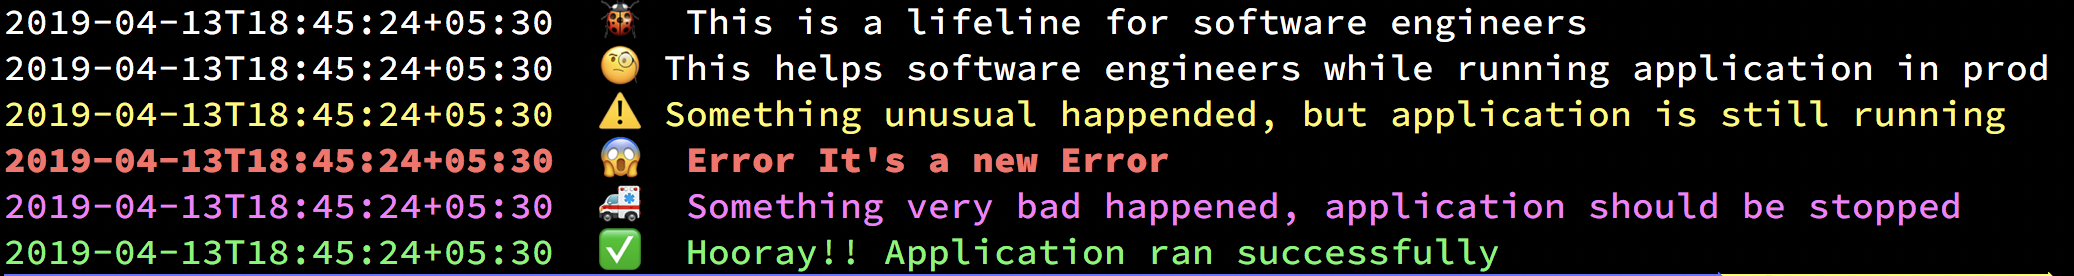 2019-04-13T18:45:24+05:30 🐞 This is a lifeline for software engineers
2019-04-13T18:45:24+05:30 🧐 This helps software engineers while running application in prod
2019-04-13T18:45:24+05:30 ⚠️ Something unusual happended, but application is still running
2019-04-13T18:45:24+05:30 😱 Error It's a new Error
2019-04-13T18:45:24+05:30 🚑 Something very bad happened, application should be stopped
2019-04-13T18:45:24+05:30 ✅ Hooray!! Application ran successfully